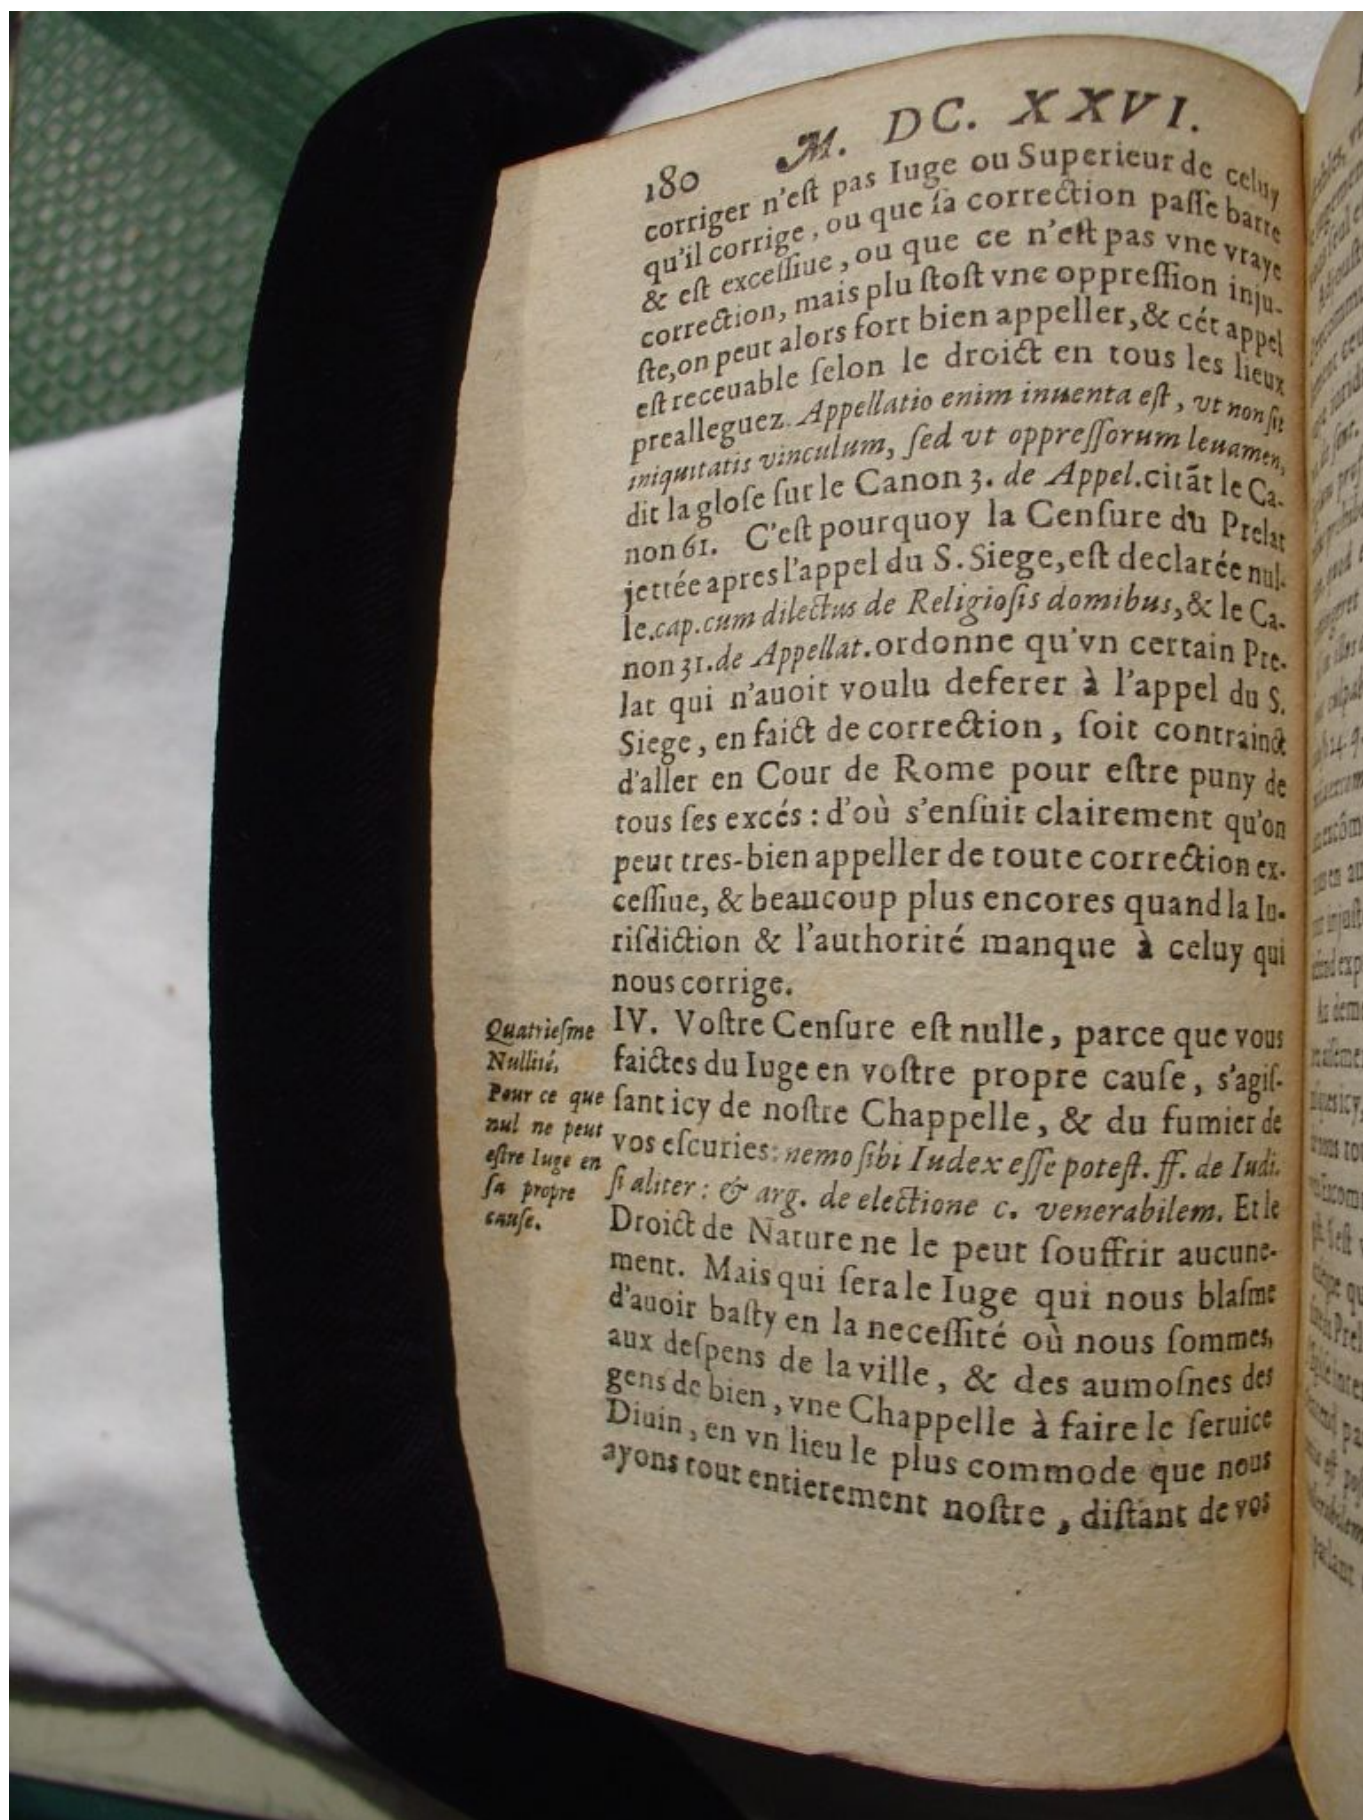 180 M. DC. XXVI.
corriger n'eſt pas Iuge ou Superieur de celuy
qu'il corrige, ou que ſa correction paſſe barre
& eſt exceſſiue, ou que ce n'eſt pas vne vraye
correction, mais plu ſtoſt vne oppreſſion inju-
ſte, on peut alors fort bien appeller, & cét appel
eſt receuable ſelon le droict en tous les lieux
prealleguez. Appellatio enim inuenta eſt, vt non ſit
iniquitatis vinculum, ſed vt oppreſſorum leuamen,
dit la gloſe ſur le Canon 3. de Appel. citãt le Ca-
non 61. C'eſt pourquoy la Cenſure du Prelat
jettée apres l'appel du S. Siege, eſt declarée nul-
le. cap. cum dilectus de Religioſis domibus, & le Ca-
non 31. de Appellat. ordonne qu'vn certain Pre-
lat qui n'auoit voulu deferer à l'appel du S.
Siege, en faict de correction, ſoit contrainct
d'aller en Cour de Rome pour eſtre puny de
tous ſes excés : d'où s'enſuit clairement qu'on
peut tres-bien appeller de toute correction ex-
ceſſiue, & beaucoup plus encores quand la Iu-
riſdiction & l'authorité manque à celuy qui
nous corrige.
Quatrieſme
Nullité,
Pour ce que
nul ne peut
eſtre Iuge en
ſa propre
cauſe.
IV. Voſtre Cenſure eſt nulle, parce que vous
faictes du Iuge en voſtre propre cauſe, s'agiſ-
ſant icy de noſtre Chappelle, & du fumier de
vos eſcuries: nemo ſibi Iudex eſſe poteſt. ff. de Iudi.
ſi aliter : & arg. de electione c. venerabilem. Et le
Droict de Nature ne le peut ſouffrir aucune-
ment. Mais qui ſera le Iuge qui nous blaſme
d'auoir baſty en la neceſſité où nous ſommes,
aux deſpens de la ville, & des aumoſnes des
gens de bien, vne Chappelle à faire le ſeruice
Diuin, en vn lieu le plus commode que nous
ayons tout entierement noſtre, diſtant de vos